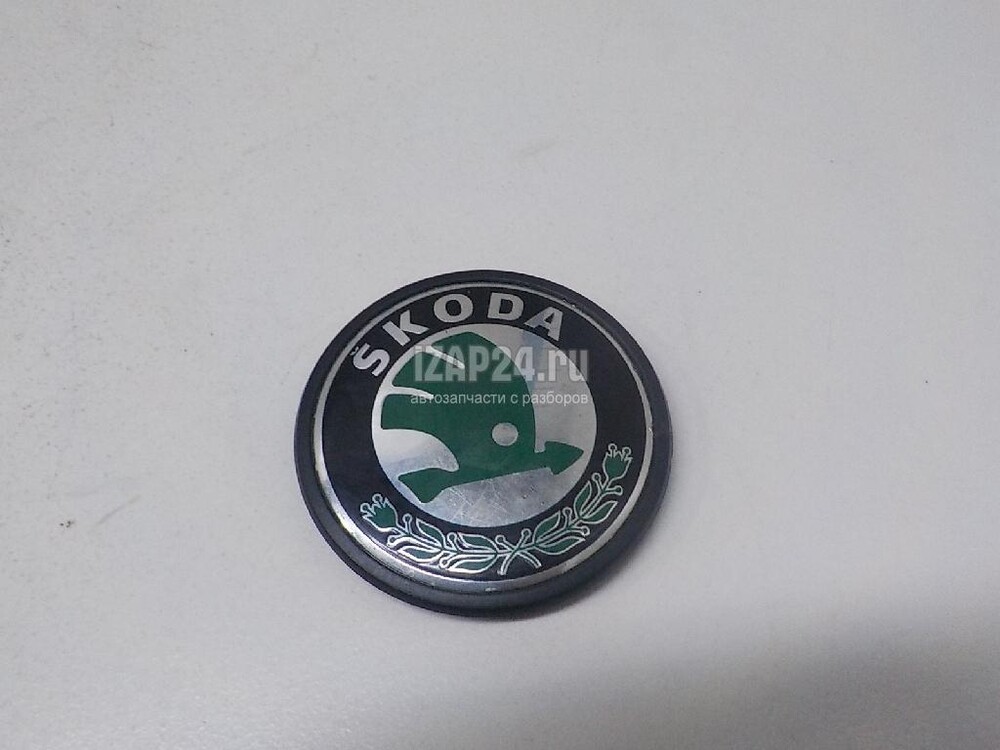 ŠKODA
iZAP24.ru
автозапчасти с разборов